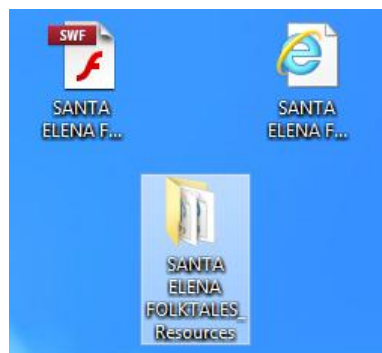 SWF
SANTA
ELENA F...
SANTA
ELENA F...
SANTA
ELENA
FOLKTALES_
Resources